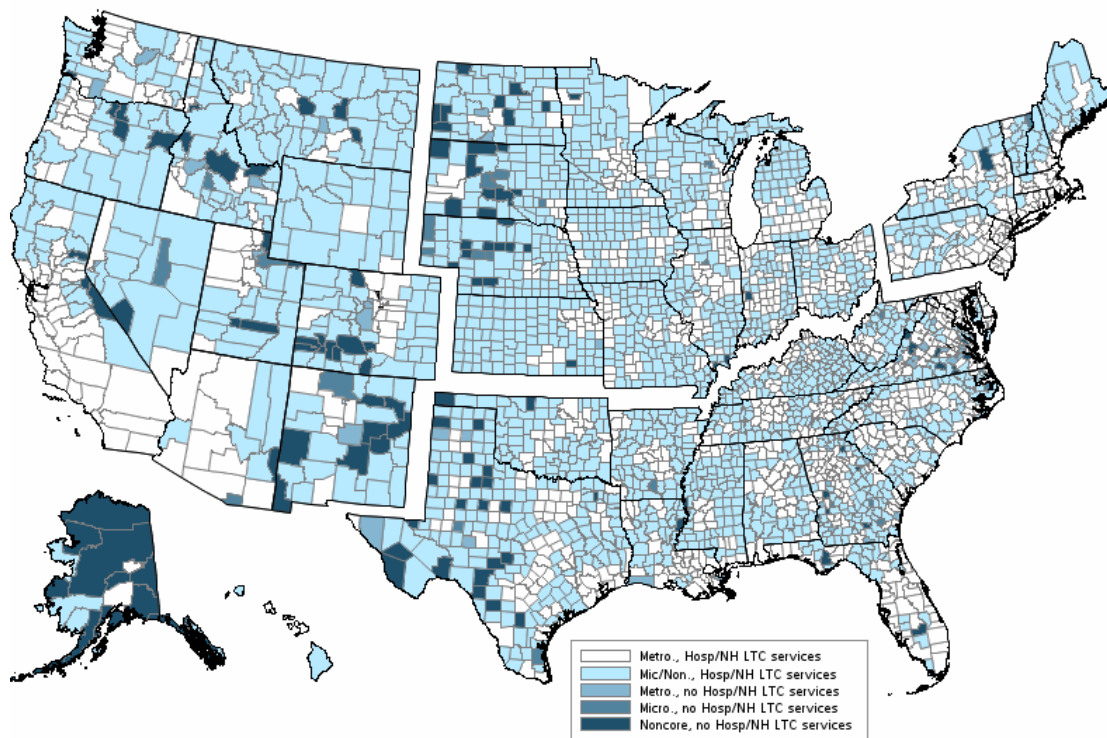 Metro., Hosp/NH LTC services
Mic/Non., Hosp/NH LTC services
Metro., no Hosp/NH LTC services
Micro., no Hosp/NH LTC services
Noncore, no Hosp/NH LTC services